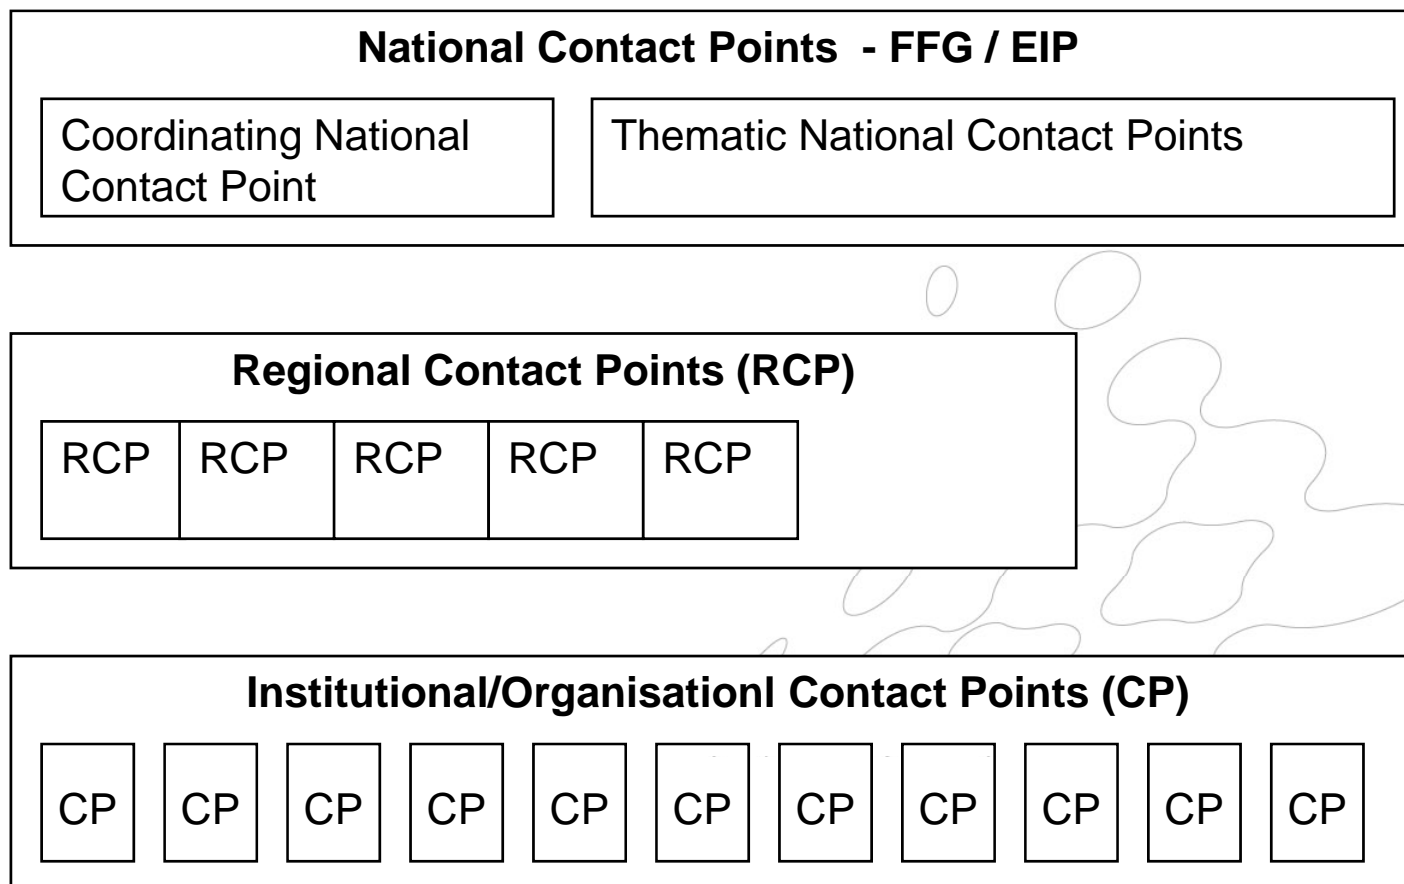 National Contact Points - FFG / EIP
Coordinating National
Contact Point
Thematic National Contact Points
Regional Contact Points (RCP)
RCP RCP RCP RCP RCP
Institutional/Organisationl Contact Points (CP)
CP CP CP CP CP CP CP CP CP CP CP